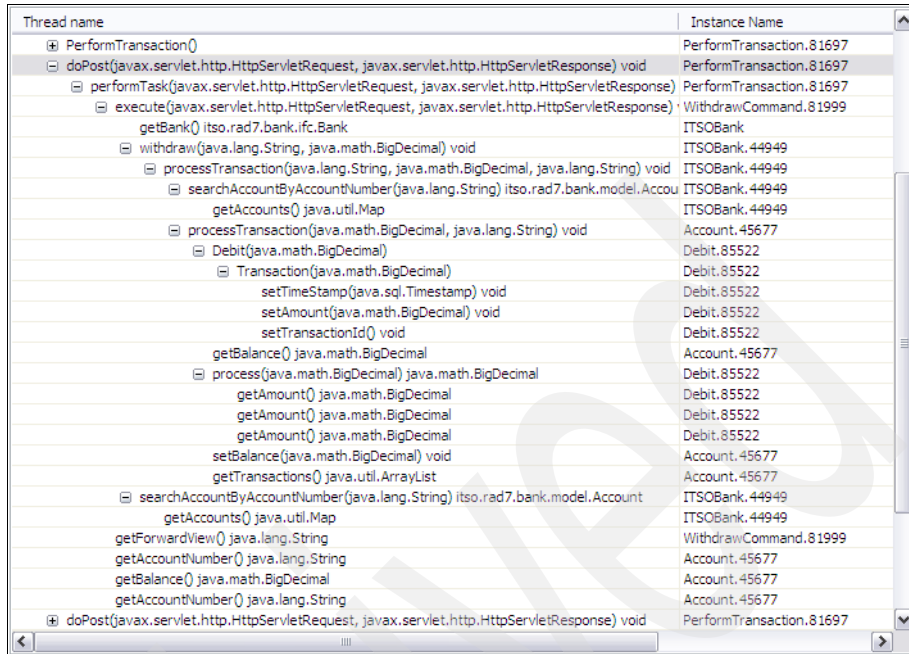 Thread name Instance Name
PerformTransaction() PerformTransaction.81697
doPost(javax.servlet.http.HttpServletRequest, javax.servlet.http.HttpServletResponse) void PerformTransaction.81697
performTask(javax.servlet.http.HttpServletRequest, javax.servlet.http.HttpServletResponse) PerformTransaction.81697
execute(javax.servlet.http.HttpServletRequest, javax.servlet.http.HttpServletResponse) WithdrawCommand.81999
getBank() itso.rad7.bank.ifc.Bank ITSOBank
withdraw(java.lang.String, java.math.BigDecimal) void ITSOBank.44949
processTransaction(java.lang.String, java.math.BigDecimal, java.lang.String) void ITSOBank.44949
searchAccountByAccountNumber(java.lang.String) itso.rad7.bank.model.Accou ITSOBank.44949
getAccounts() java.util.Map ITSOBank.44949
processTransaction(java.math.BigDecimal, java.lang.String) void Account.45677
Debit(java.math.BigDecimal) Debit.85522
Transaction(java.math.BigDecimal) Debit.85522
setTimeStamp(java.sql.Timestamp) void Debit.85522
setAmount(java.math.BigDecimal) void Debit.85522
setTransactionId() void Debit.85522
getBalance() java.math.BigDecimal Account.45677
process(java.math.BigDecimal) java.math.BigDecimal Debit.85522
getAmount() java.math.BigDecimal Debit.85522
getAmount() java.math.BigDecimal Debit.85522
getAmount() java.math.BigDecimal Debit.85522
setBalance(java.math.BigDecimal) void Account.45677
getTransactions() java.util.ArrayList Account.45677
searchAccountByAccountNumber(java.lang.String) itso.rad7.bank.model.Account ITSOBank.44949
getAccounts() java.util.Map ITSOBank.44949
getForwardView() java.lang.String WithdrawCommand.81999
getAccountNumber() java.lang.String Account.45677
getBalance() java.math.BigDecimal Account.45677
getAccountNumber() java.lang.String Account.45677
doPost(javax.servlet.http.HttpServletRequest, javax.servlet.http.HttpServletResponse) void PerformTransaction.81697